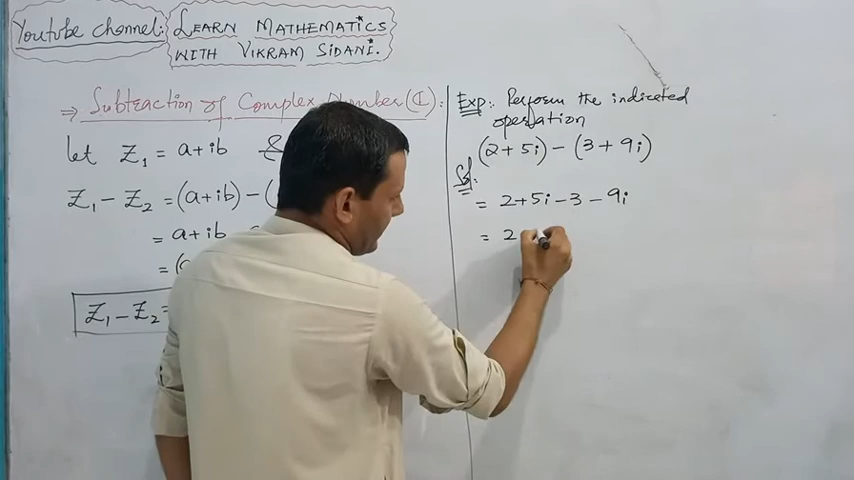 Youtube channel: LEARN MATHEMATICS
WITH VIKRAM SIDANI.
⇒ Subtraction of Complex Number (ℂ):
let Z₁ = a+ib &
Z₁ - Z₂ = (a+ib) - (
= a+ib
= (
Z₁ - Z₂ =
Exp:. Perform the indicated
operation
(2+5i) - (3+9i)
Sol.
= 2+5i-3-9i
= 2